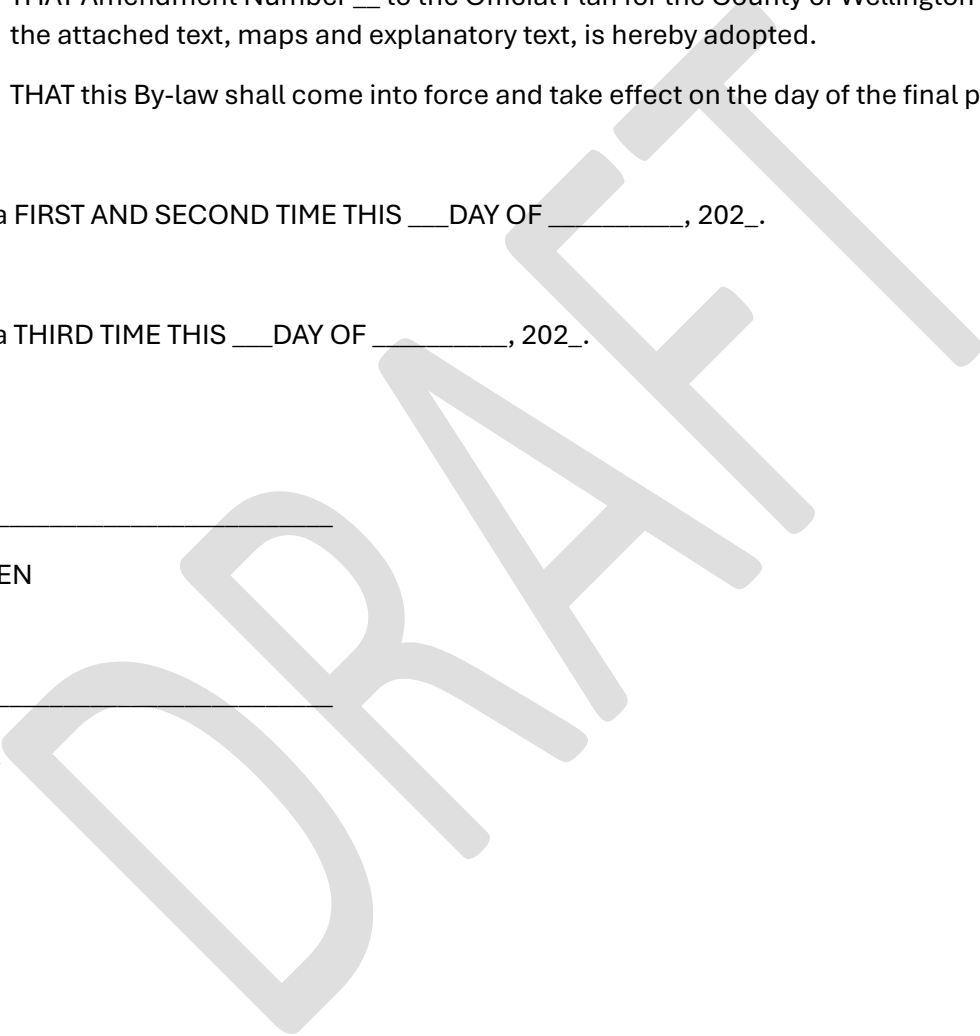 THAT Amendment Number __ to the Official Plan for the County of Wellington
the attached text, maps and explanatory text, is hereby adopted.
THAT this By-law shall come into force and take effect on the day of the final p
a FIRST AND SECOND TIME THIS ___DAY OF __________, 202_.
a THIRD TIME THIS ___DAY OF __________, 202_.
EN
DRAFT